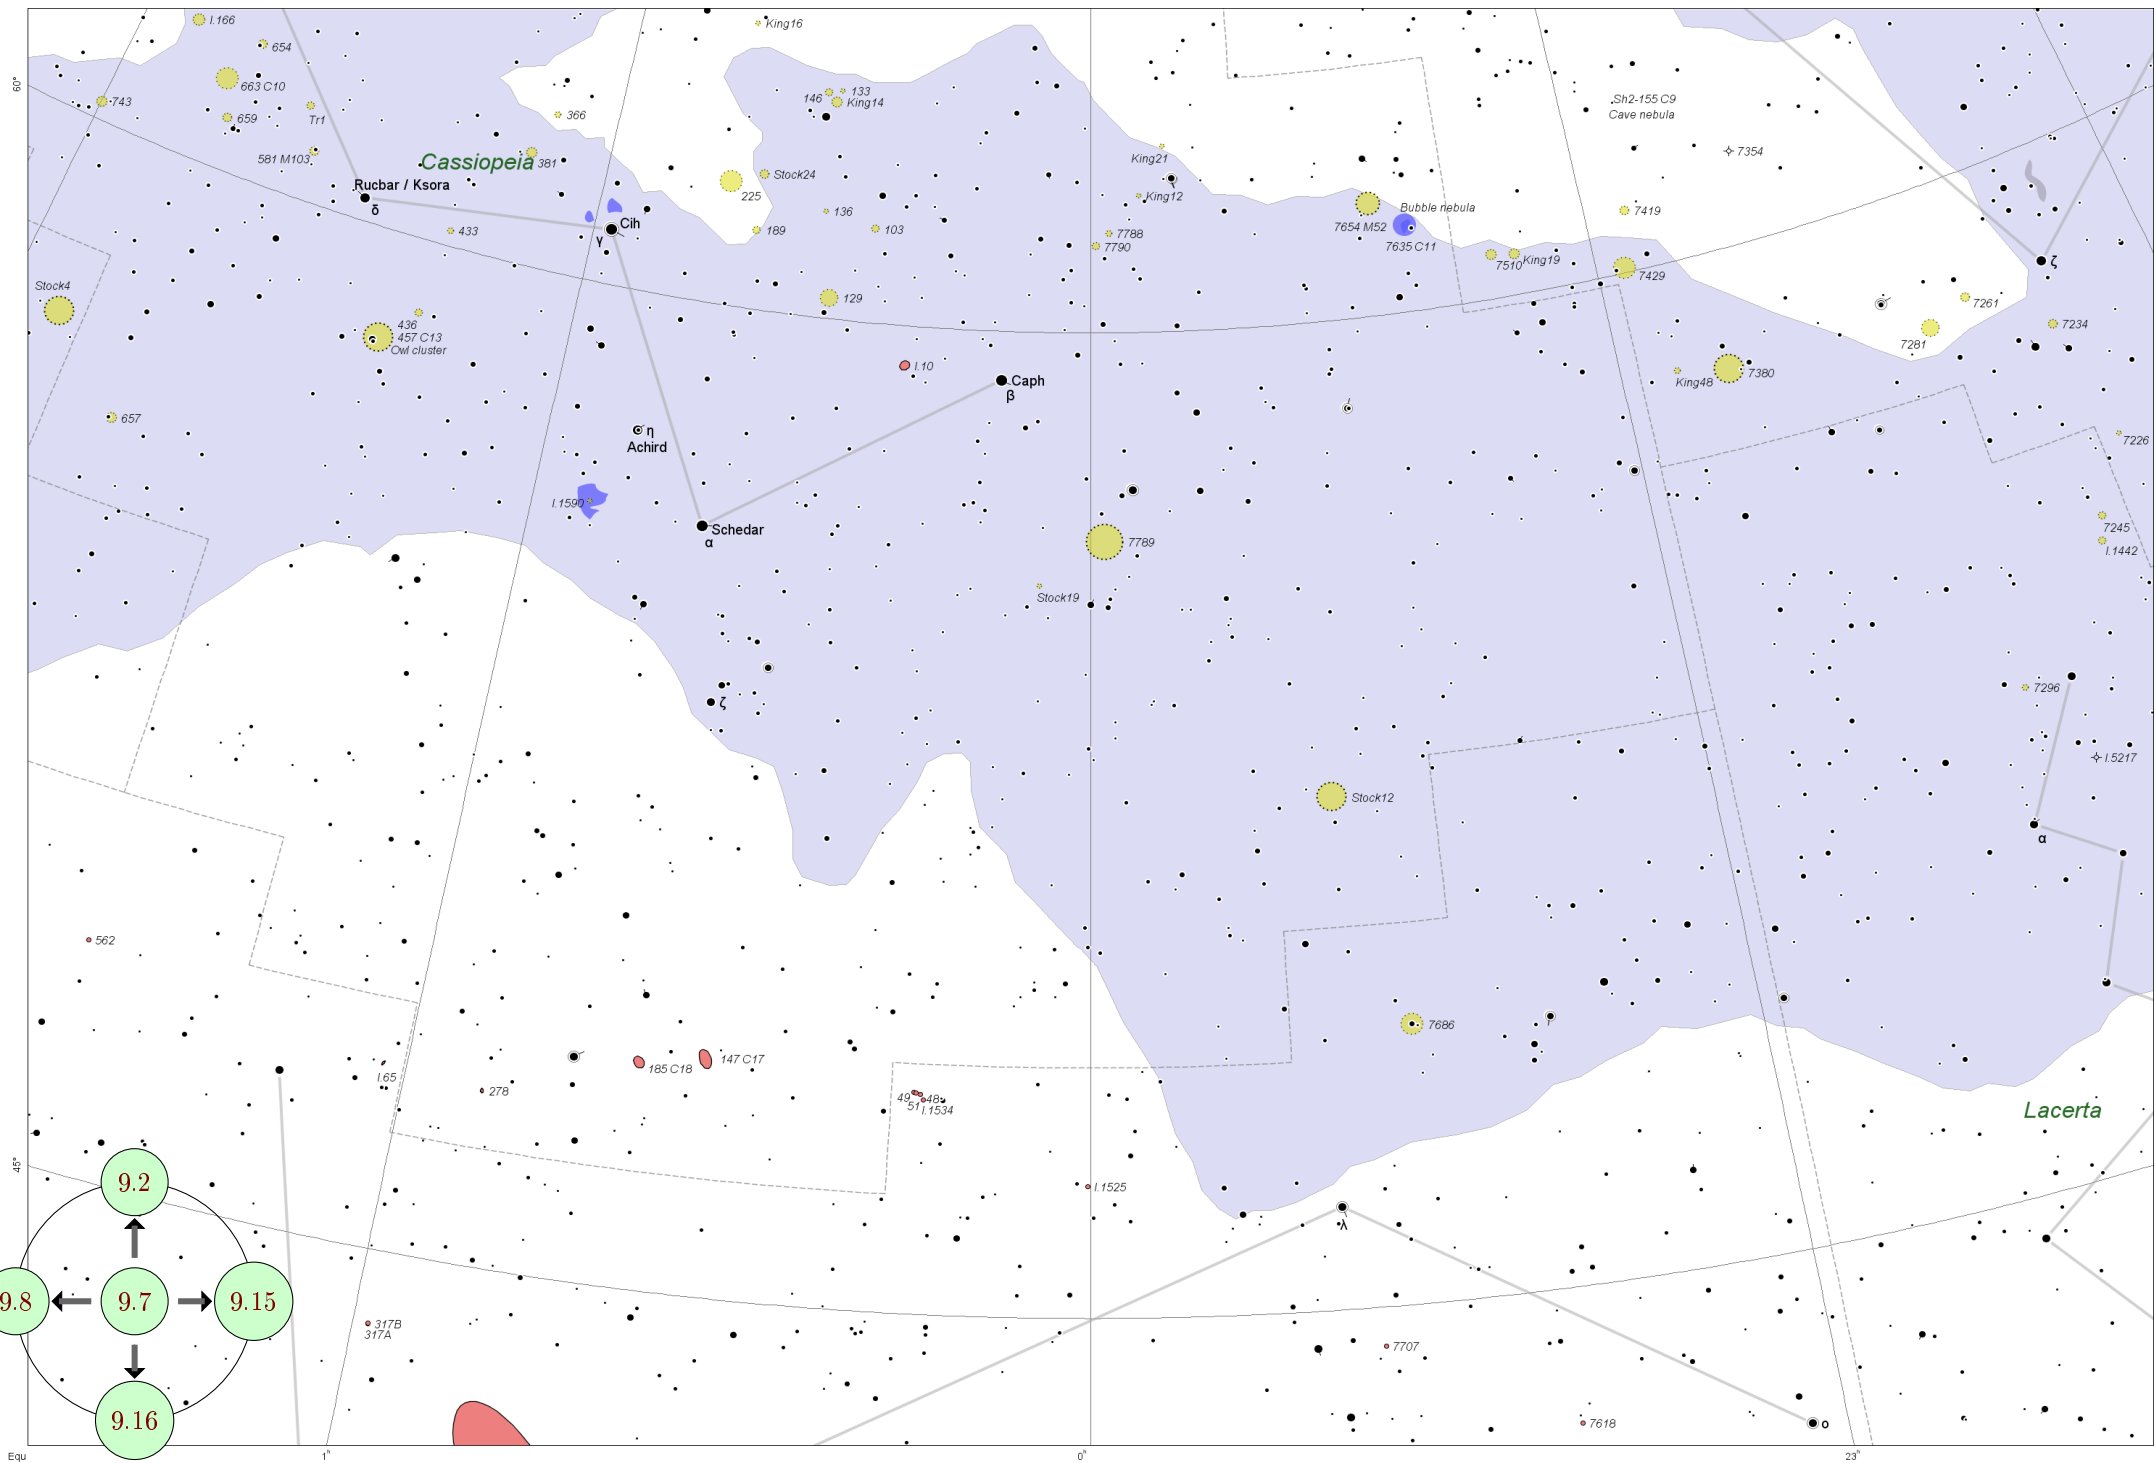 I.166
King16
654
60°
663 C10
743
Tr1
659
146
133
King14
366
Sh2-155 C9
Cave nebula
7354
581 M103
Cassiopeia
381
King21
Rucbar / Ksora
δ
Stock24
225
King12
136
Bubble nebula
7419
Cih
γ
433
189
103
7788
7790
7654 M52
7635 C11
7510
King19
ζ
7429
Stock4
129
7261
436
457 C13
Owl cluster
7234
7281
I.10
Caph
β
King48
7380
657
η
Achird
7226
I.1590
Schedar
α
7789
7245
I.1442
Stock19
ζ
7296
I.5217
Stock12
α
562
7686
I.65
185 C18
147 C17
278
49
48
51
I.1534
Lacerta
45°
9.2
I.1525
λ
9.8
9.7
9.15
317B
317A
7707
9.16
7618
ο
Equ
1h
0h
23h